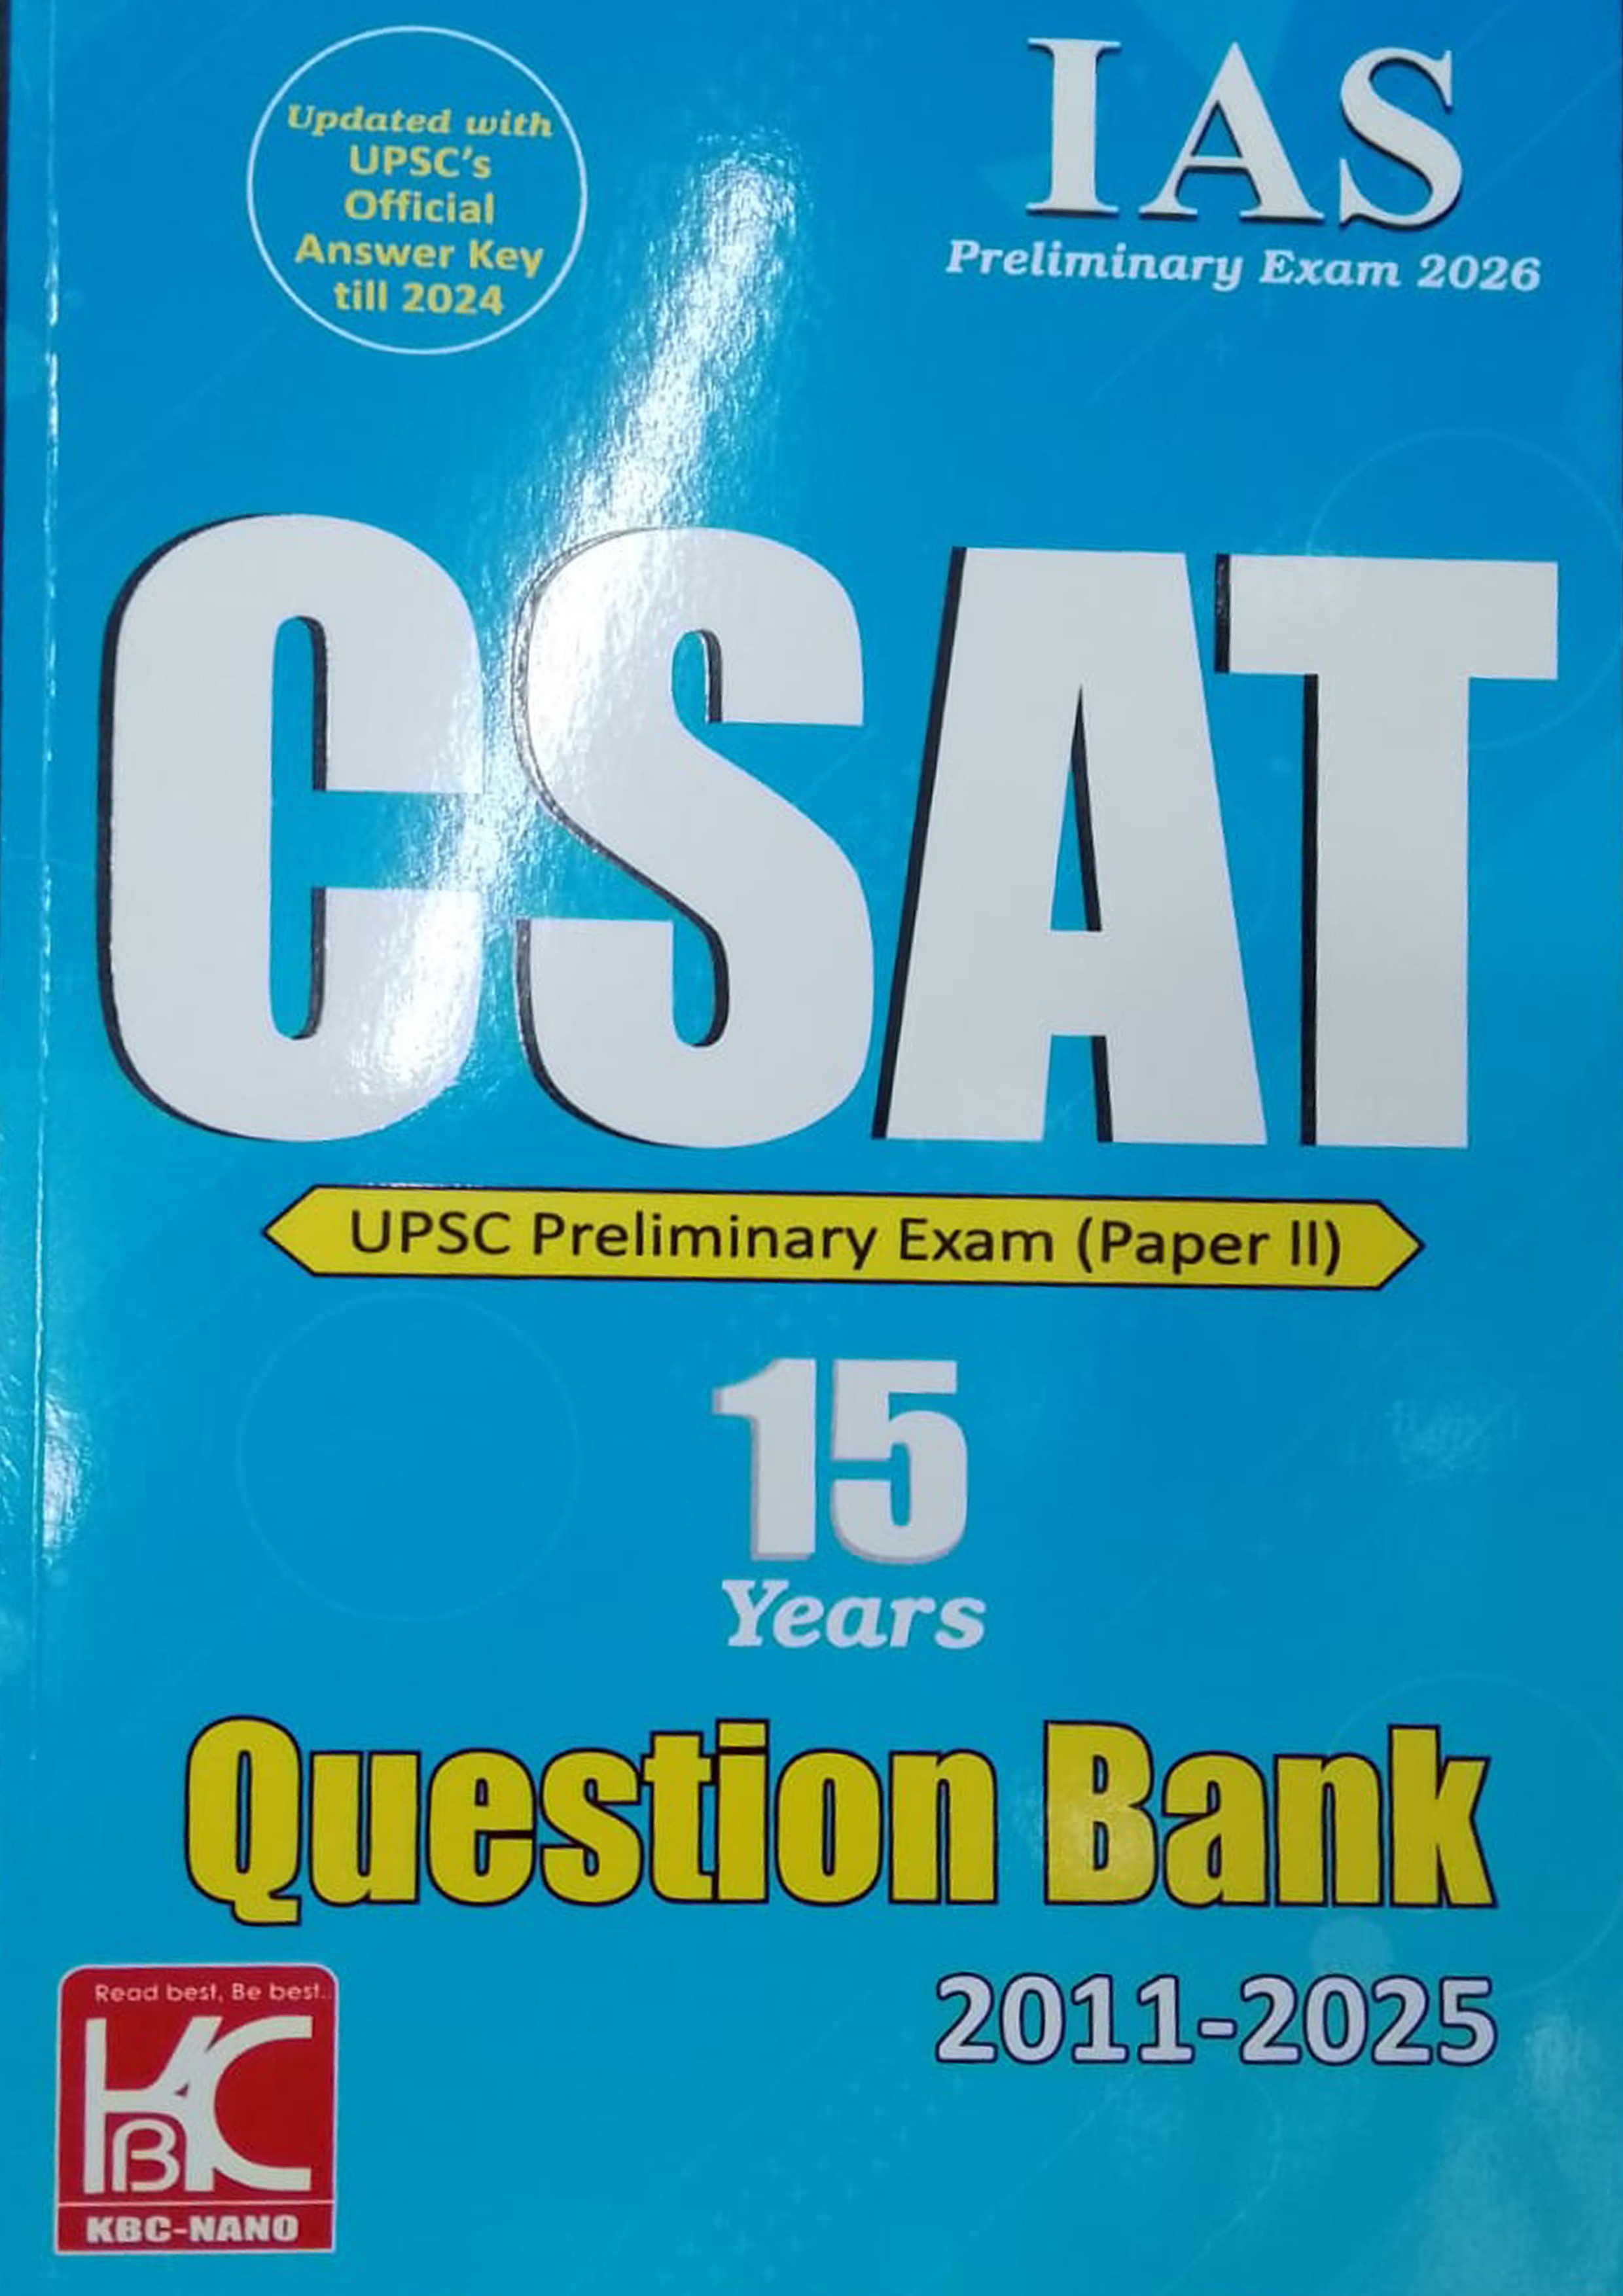 Updated with
UPSC's
Official
Answer Key
till 2024
IAS
Preliminary Exam 2026
CSAT
UPSC Preliminary Exam (Paper II)
15
Years
Question Bank
2011-2025
Read best, Be best..
KBC
KBC-NANO